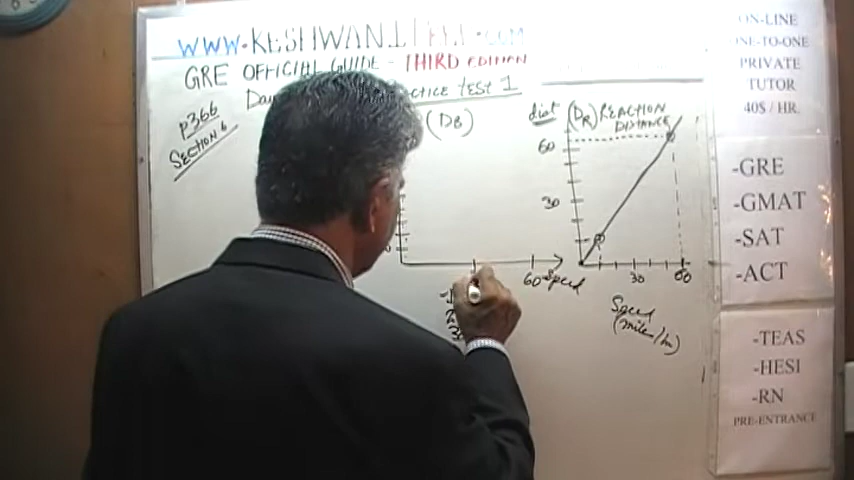 GRE OFFICIAL GUIDE - THIRD EDITION
PRACTICE TEST 1
P366
SECTION 6
(DB)
60 Speed
dist (DR) REACTION
DISTANCE
60
30
30 60
Speed
(mile/hr)
ON-LINE
ONE-TO-ONE
PRIVATE
TUTOR
40$ / HR.
-GRE
-GMAT
-SAT
-ACT
-TEAS
-HESI
-RN
PRE-ENTRANCE